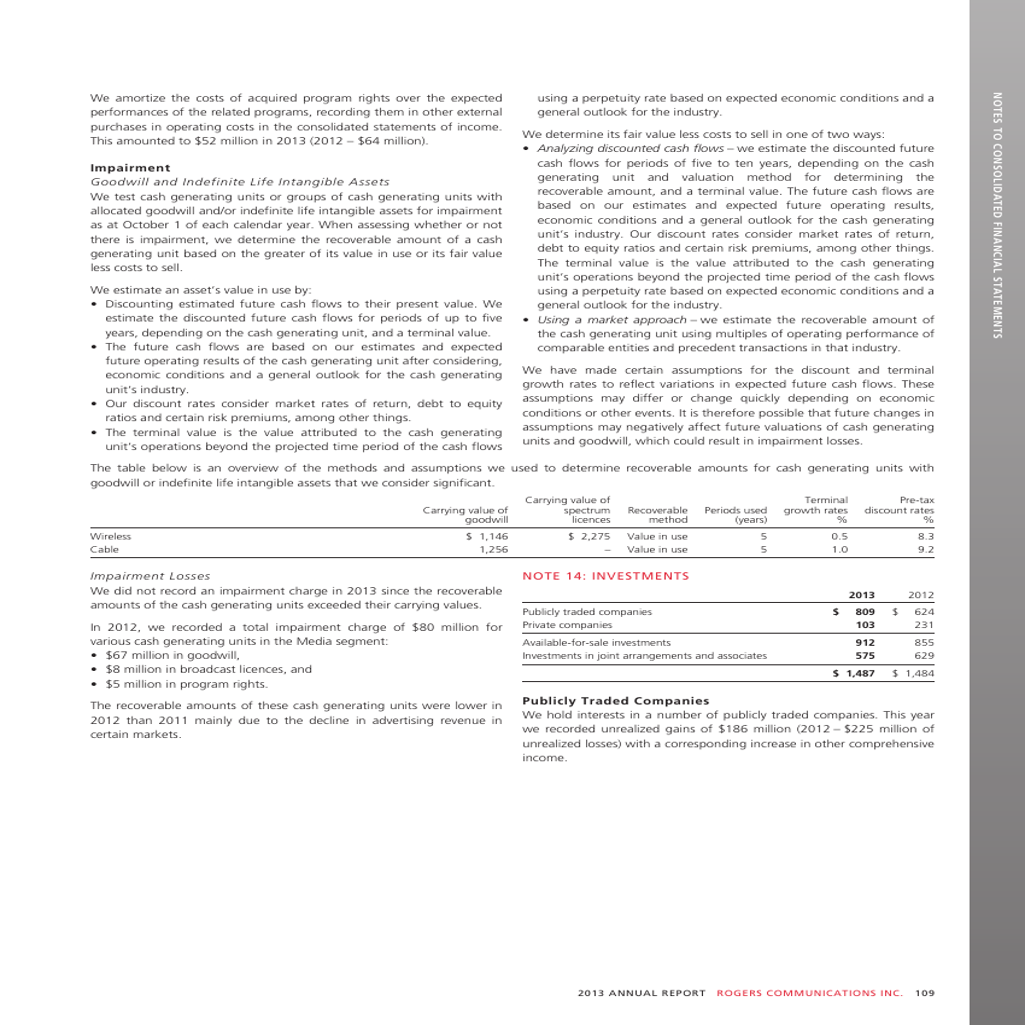 We amortize the costs of acquired program rights over the expected
performances of the related programs, recording them in other external
purchases in operating costs in the consolidated statements of income.
This amounted to $52 million in 2013 (2012 – $64 million).
Impairment
Goodwill and Indefinite Life Intangible Assets
We test cash generating units or groups of cash generating units with
allocated goodwill and/or indefinite life intangible assets for impairment
as at October 1 of each calendar year. When assessing whether or not
there is impairment, we determine the recoverable amount of a cash
generating unit based on the greater of its value in use or its fair value
less costs to sell.
We estimate an asset’s value in use by:
• Discounting estimated future cash flows to their present value. We
estimate the discounted future cash flows for periods of up to five
years, depending on the cash generating unit, and a terminal value.
• The future cash flows are based on our estimates and expected
future operating results of the cash generating unit after considering,
economic conditions and a general outlook for the cash generating
unit’s industry.
• Our discount rates consider market rates of return, debt to equity
ratios and certain risk premiums, among other things.
• The terminal value is the value attributed to the cash generating
unit’s operations beyond the projected time period of the cash flows
using a perpetuity rate based on expected economic conditions and a
general outlook for the industry.
We determine its fair value less costs to sell in one of two ways:
• Analyzing discounted cash flows – we estimate the discounted future
cash flows for periods of five to ten years, depending on the cash
generating unit and valuation method for determining the
recoverable amount, and a terminal value. The future cash flows are
based on our estimates and expected future operating results,
economic conditions and a general outlook for the cash generating
unit’s industry. Our discount rates consider market rates of return,
debt to equity ratios and certain risk premiums, among other things.
The terminal value is the value attributed to the cash generating
unit’s operations beyond the projected time period of the cash flows
using a perpetuity rate based on expected economic conditions and a
general outlook for the industry.
• Using a market approach – we estimate the recoverable amount of
the cash generating unit using multiples of operating performance of
comparable entities and precedent transactions in that industry.
We have made certain assumptions for the discount and terminal
growth rates to reflect variations in expected future cash flows. These
assumptions may differ or change quickly depending on economic
conditions or other events. It is therefore possible that future changes in
assumptions may negatively affect future valuations of cash generating
units and goodwill, which could result in impairment losses.
The table below is an overview of the methods and assumptions we used to determine recoverable amounts for cash generating units with
goodwill or indefinite life intangible assets that we consider significant.
Carrying value of Terminal Pre-tax
Carrying value of spectrum Recoverable Periods used growth rates discount rates
goodwill licences method (years) % %
Wireless $ 1,146 $ 2,275 Value in use 5 0.5 8.3
Cable 1,256 – Value in use 5 1.0 9.2
Impairment Losses
We did not record an impairment charge in 2013 since the recoverable
amounts of the cash generating units exceeded their carrying values.
In 2012, we recorded a total impairment charge of $80 million for
various cash generating units in the Media segment:
• $67 million in goodwill,
• $8 million in broadcast licences, and
• $5 million in program rights.
The recoverable amounts of these cash generating units were lower in
2012 than 2011 mainly due to the decline in advertising revenue in
certain markets.
NOTE 14: INVESTMENTS
2013 2012
Publicly traded companies $ 809 $ 624
Private companies 103 231
Available-for-sale investments 912 855
Investments in joint arrangements and associates 575 629
$ 1,487 $ 1,484
Publicly Traded Companies
We hold interests in a number of publicly traded companies. This year
we recorded unrealized gains of $186 million (2012 – $225 million of
unrealized losses) with a corresponding increase in other comprehensive
income.
NOTES TO CONSOLIDATED FINANCIAL STATEMENTS
2013 ANNUAL REPORT ROGERS COMMUNICATIONS INC. 109